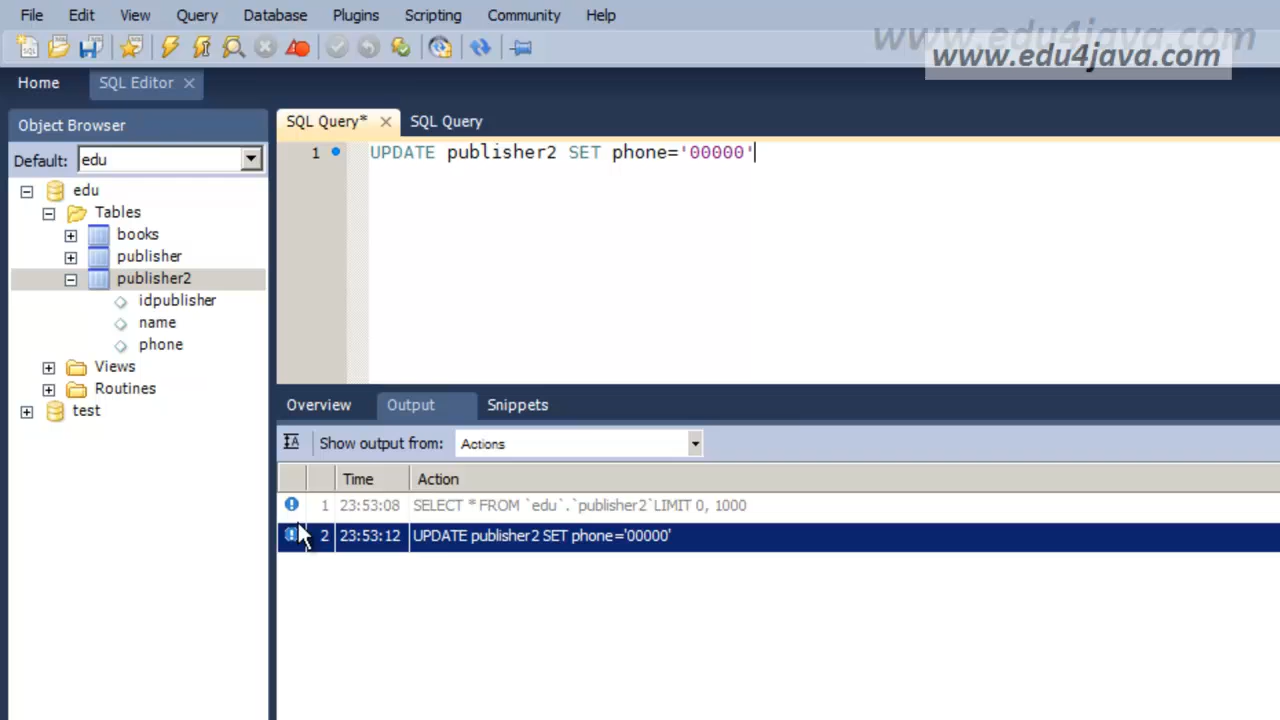 File Edit View Query Database Plugins Scripting Community Help
www.edu4java.com
www.edu4java.com
Home SQL Editor
Object Browser
SQL Query* SQL Query
Default: edu
1 UPDATE publisher2 SET phone='00000'
edu
Tables
books
publisher
publisher2
idpublisher
name
phone
Views
Routines
test
Overview Output Snippets
Show output from: Actions
Time Action
1 23:53:08 SELECT * FROM `edu`.`publisher2`LIMIT 0, 1000
2 23:53:12 UPDATE publisher2 SET phone='00000'